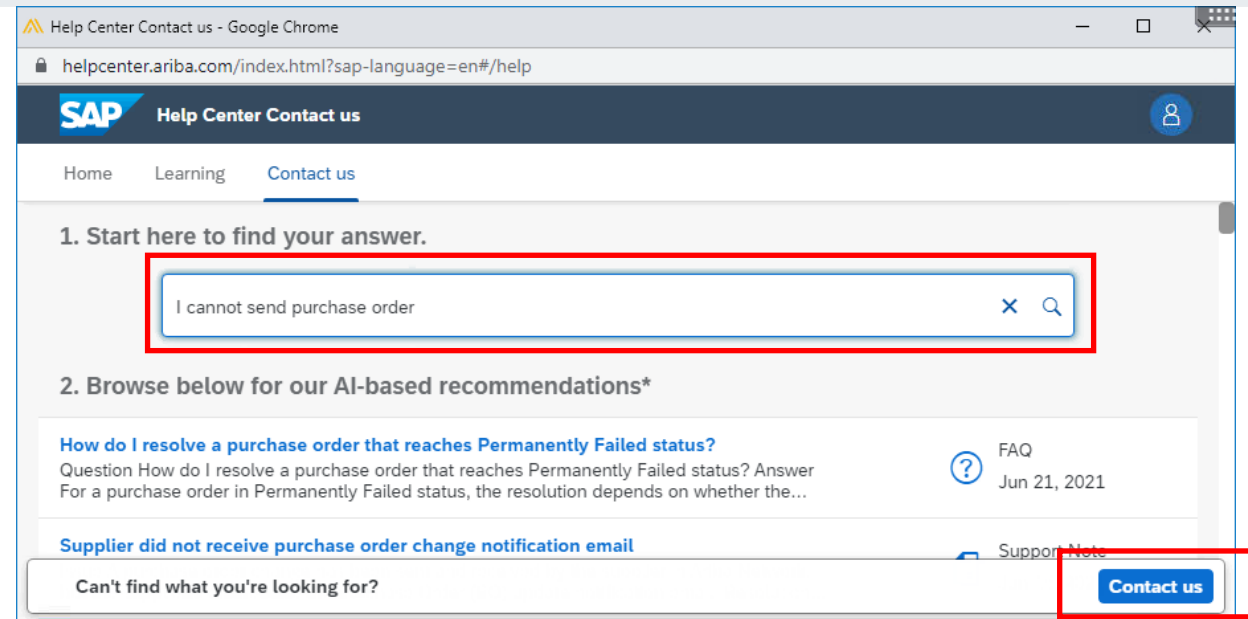 Help Center Contact us - Google Chrome
helpcenter.ariba.com/index.html?sap-language=en#/help
SAP Help Center Contact us
Home Learning Contact us
1. Start here to find your answer.
I cannot send purchase order
2. Browse below for our AI-based recommendations*
How do I resolve a purchase order that reaches Permanently Failed status?
Question How do I resolve a purchase order that reaches Permanently Failed status? Answer
For a purchase order in Permanently Failed status, the resolution depends on whether the...
FAQ
Jun 21, 2021
Supplier did not receive purchase order change notification email
Support Note
Can't find what you're looking for?
Contact us